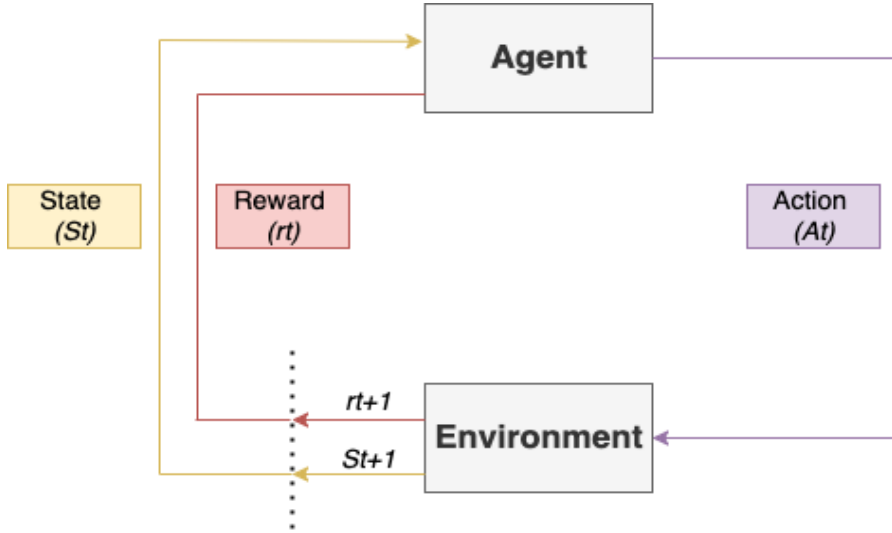 Agent
State
(St)
Reward
(rt)
Action
(At)
rt+1
Environment
St+1